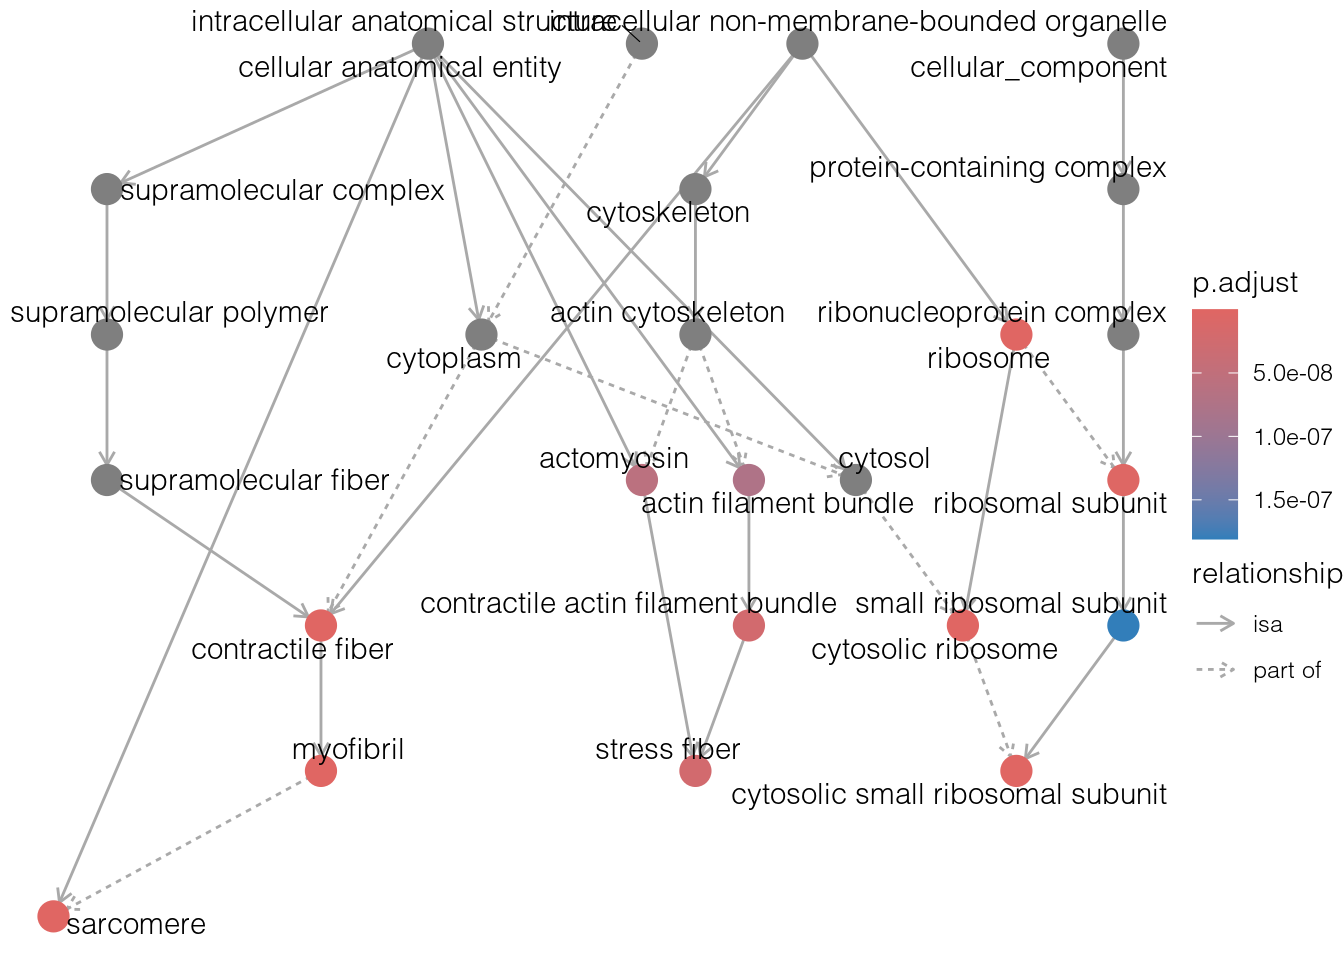 intracellular anatomical structure
intracellular non-membrane-bounded organelle
cellular anatomical entity
cellular_component
protein-containing complex
supramolecular complex
cytoskeleton
p.adjust
supramolecular polymer
actin cytoskeleton
ribonucleoprotein complex
cytoplasm
ribosome
5.0e-08
1.0e-07
1.5e-07
actomyosin
cytosol
supramolecular fiber
actin filament bundle
ribosomal subunit
relationship
isa
part of
contractile actin filament bundle
small ribosomal subunit
contractile fiber
cytosolic ribosome
myofibril
stress fiber
cytosolic small ribosomal subunit
sarcomere